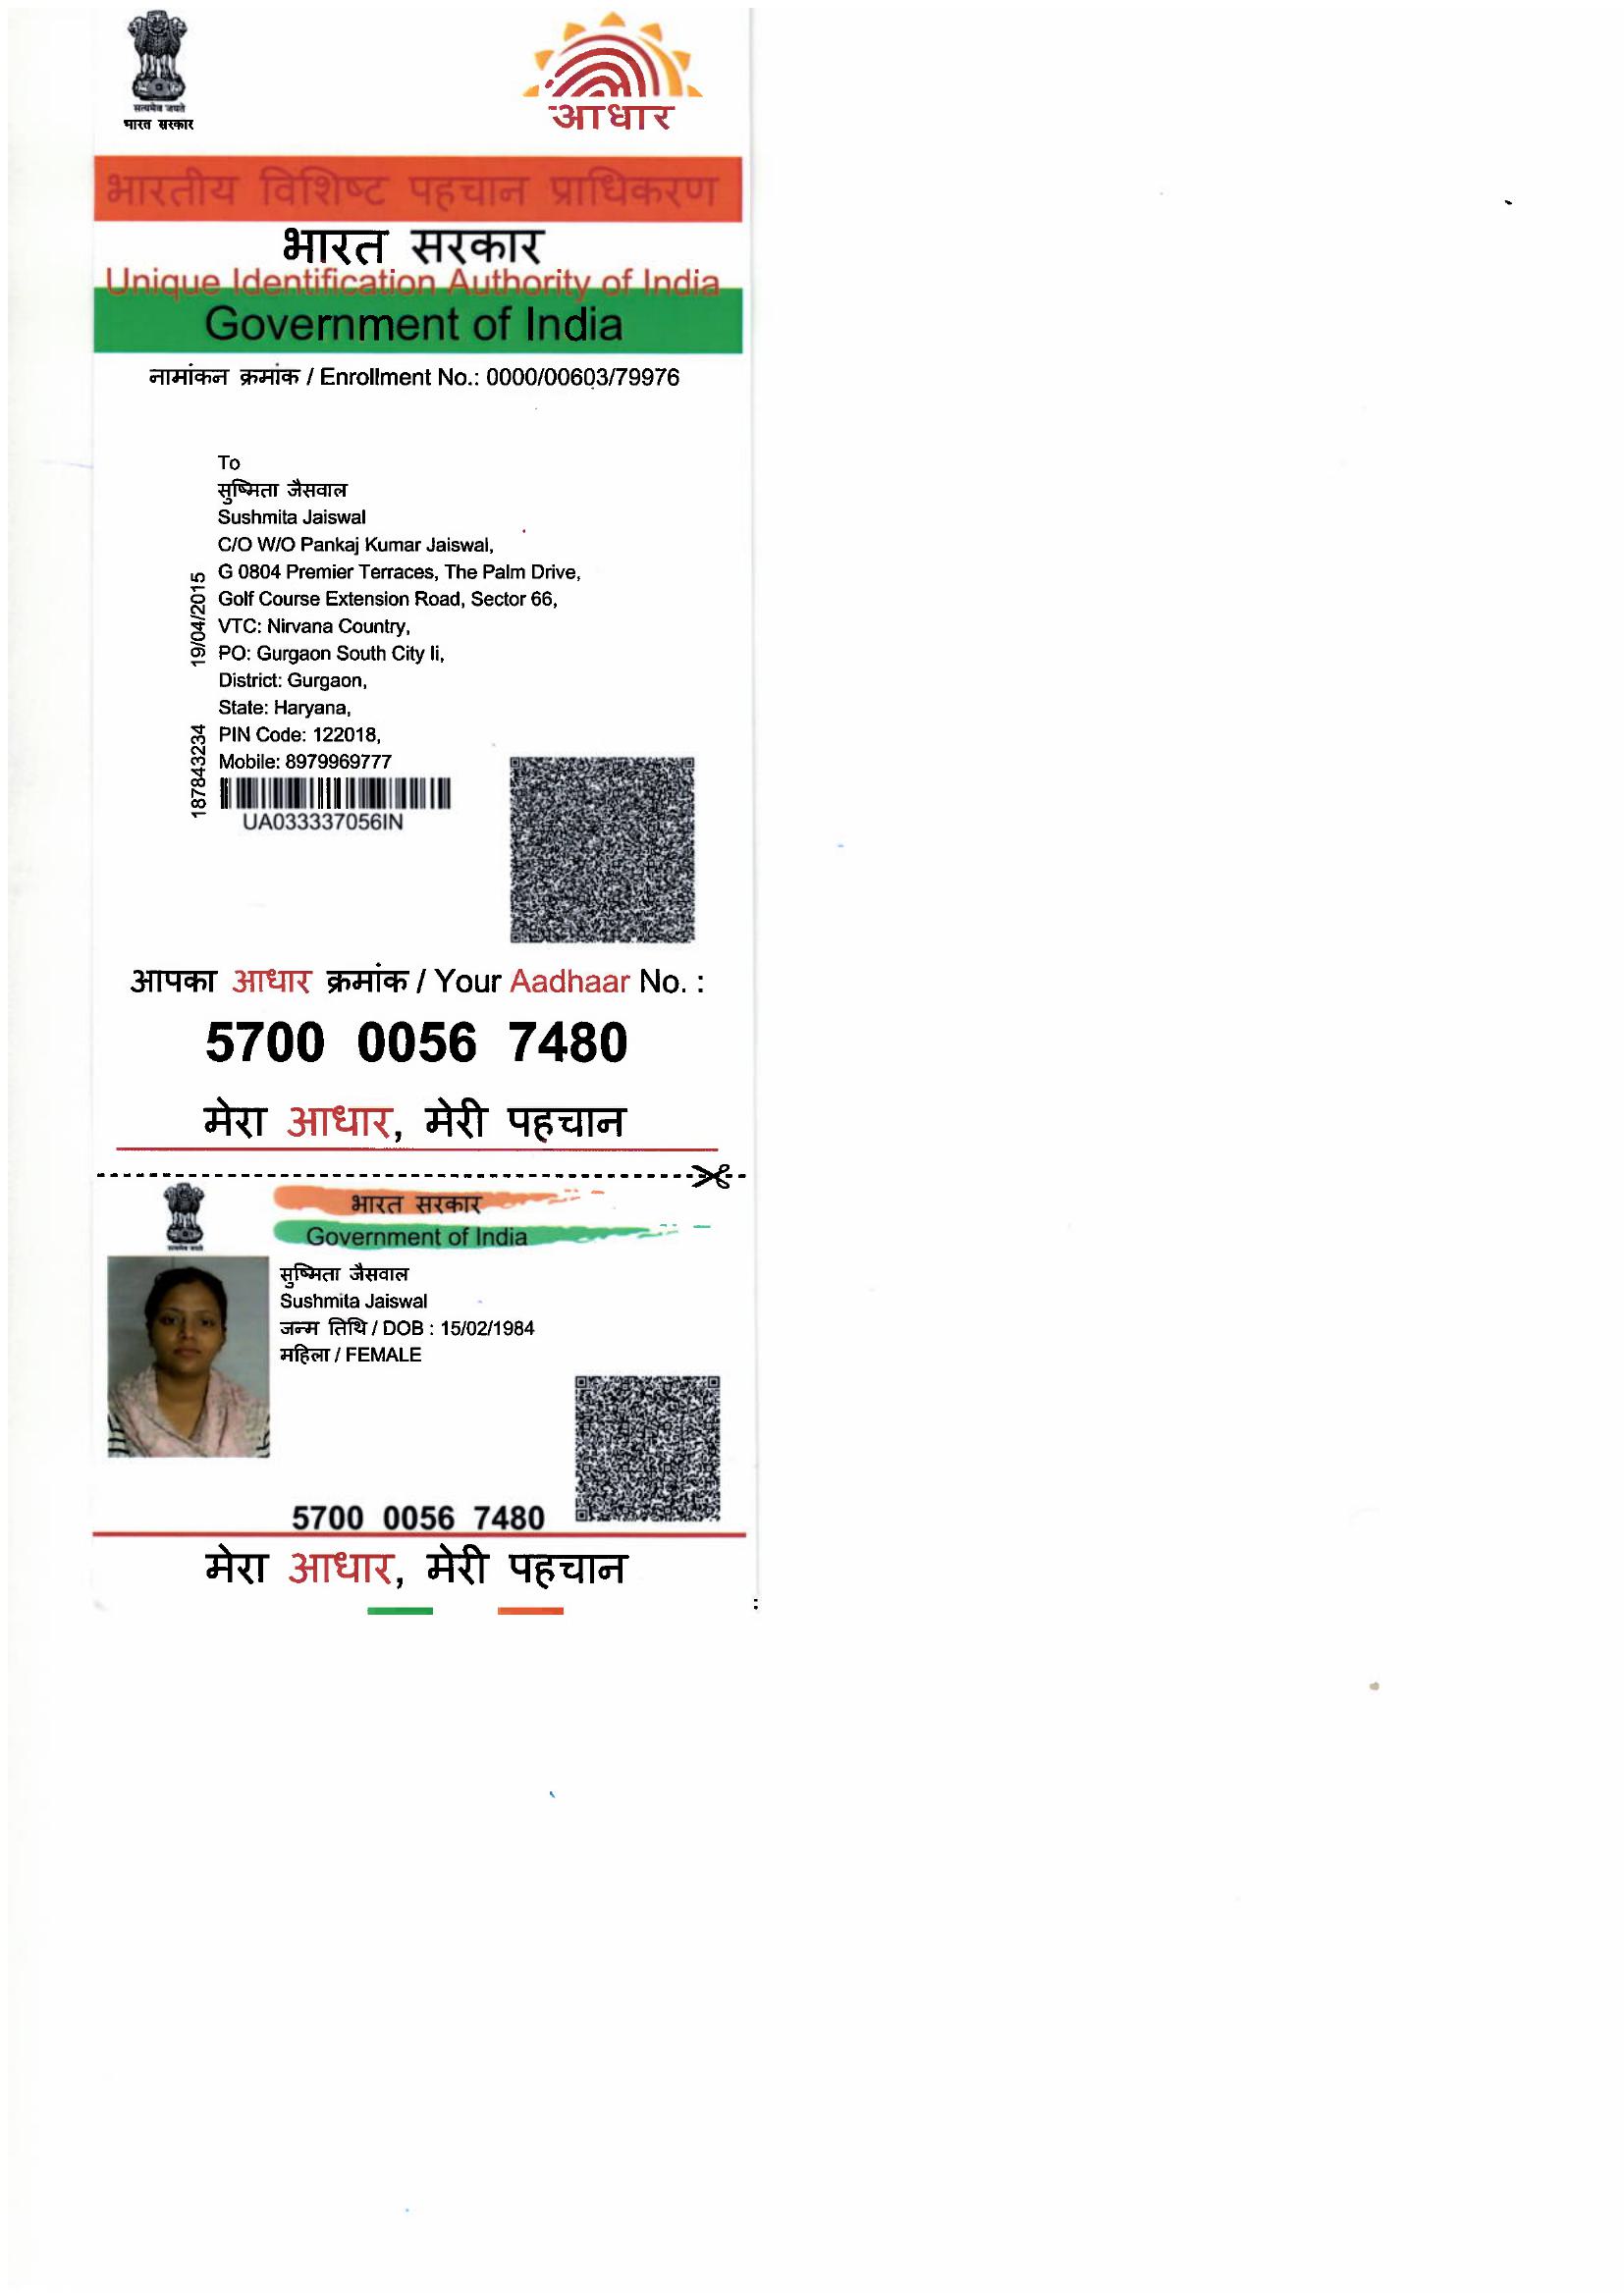 सत्यमेव जयते
भारत सरकार
आधार
भारतीय विशिष्ट पहचान प्राधिकरण
भारत सरकार
Unique Identification Authority of India
Government of India
नामांकन क्रमांक / Enrollment No.: 0000/00603/79976
To
सुष्मिता जैसवाल
Sushmita Jaiswal
C/O W/O Pankaj Kumar Jaiswal,
G 0804 Premier Terraces, The Palm Drive,
Golf Course Extension Road, Sector 66,
VTC: Nirvana Country,
PO: Gurgaon South City Ii,
District: Gurgaon,
State: Haryana,
PIN Code: 122018,
Mobile: 8979969777
19/04/2015
187843234
UA033337056IN
आपका आधार क्रमांक / Your Aadhaar No. :
5700 0056 7480
मेरा आधार, मेरी पहचान
सत्यमेव जयते
भारत सरकार
Government of India
सुष्मिता जैसवाल
Sushmita Jaiswal
जन्म तिथि / DOB : 15/02/1984
महिला / FEMALE
5700 0056 7480
मेरा आधार, मेरी पहचान